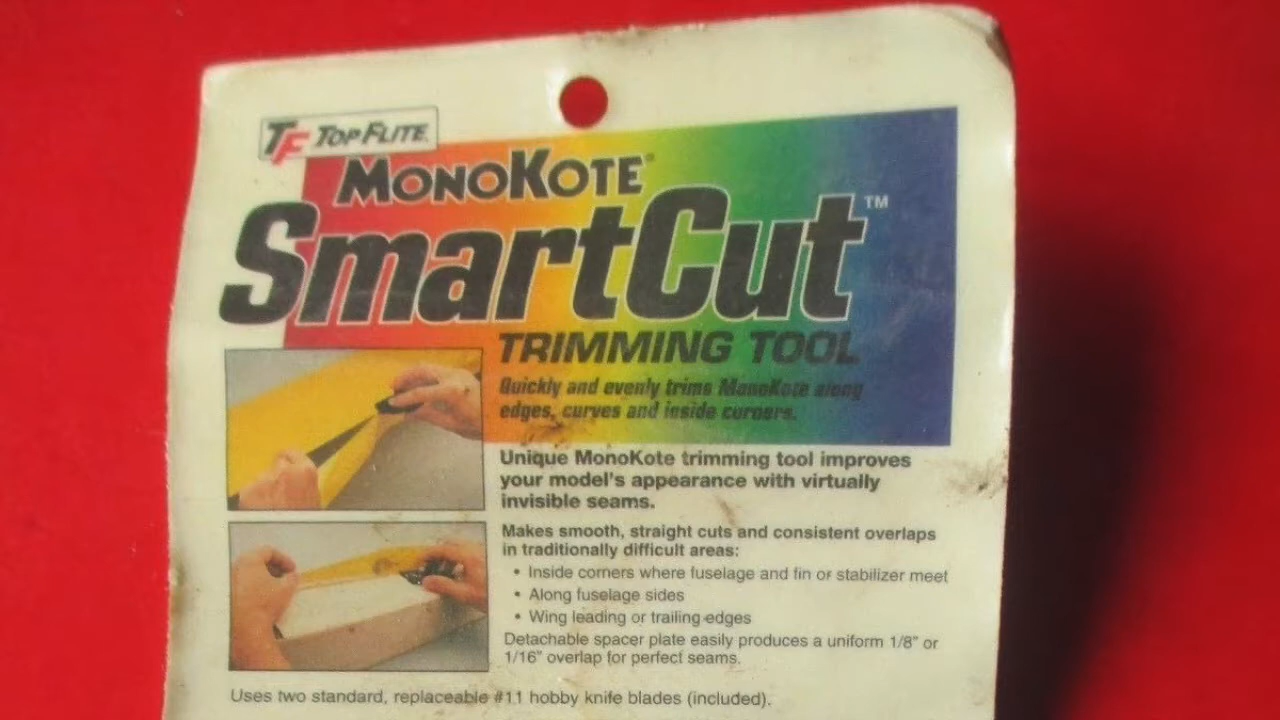 TF TOP FLITE.
MONOKOTE®
SmartCut™
TRIMMING TOOL
Quickly and evenly trims MonoKote along
edges, curves and inside corners.
Unique MonoKote trimming tool improves
your model's appearance with virtually
invisible seams.
Makes smooth, straight cuts and consistent overlaps
in traditionally difficult areas:
• Inside corners where fuselage and fin or stabilizer meet
• Along fuselage sides
• Wing leading or trailing edges
Detachable spacer plate easily produces a uniform 1/8" or
1/16" overlap for perfect seams.
Uses two standard, replaceable #11 hobby knife blades (included).